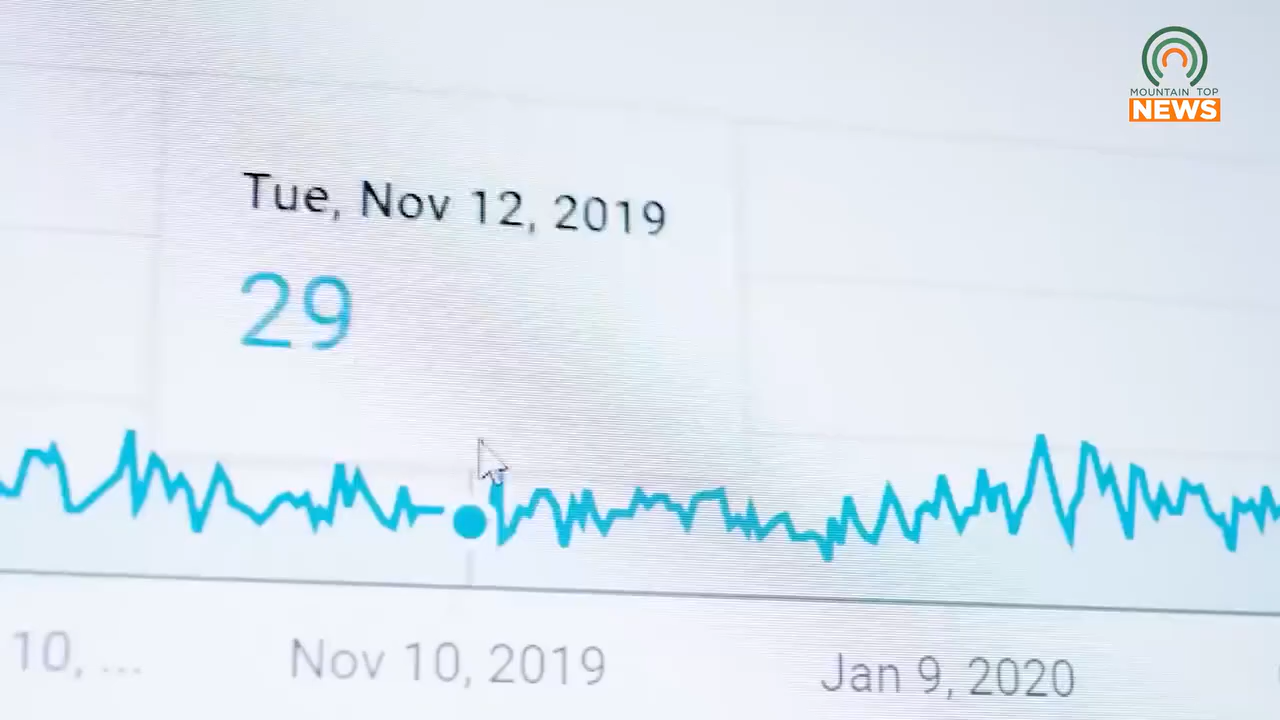 MOUNTAIN TOP
NEWS
Tue, Nov 12, 2019
29
10, ...
Nov 10, 2019
Jan 9, 2020